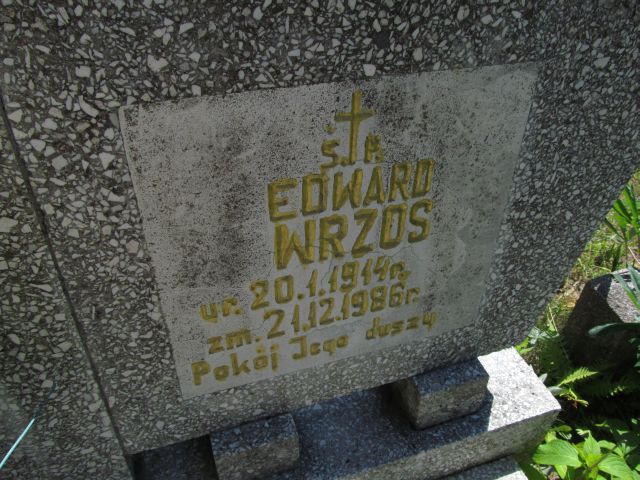 Ś. P.
EDWARD
WRZOS
ur. 20.1.1914r.
zm. 21.12.1986r.
Pokój Jego duszy